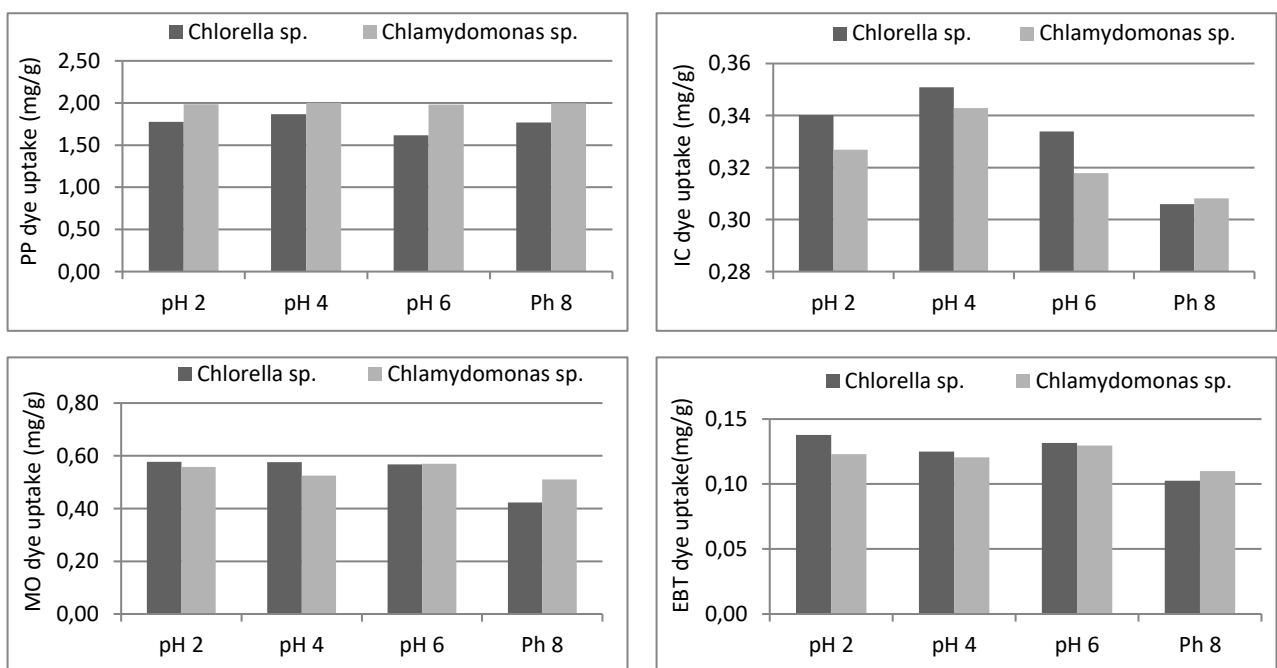 Chlorella sp. Chlamydomonas sp.
PP dye uptake (mg/g)
2,50
2,00
1,50
1,00
0,50
0,00
pH 2 pH 4 pH 6 Ph 8
Chlorella sp. Chlamydomonas sp.
IC dye uptake (mg/g)
0,36
0,34
0,32
0,30
0,28
pH 2 pH 4 pH 6 Ph 8
Chlorella sp. Chlamydomonas sp.
MO dye uptake (mg/g)
0,80
0,60
0,40
0,20
0,00
pH 2 pH 4 pH 6 Ph 8
Chlorella sp. Chlamydomonas sp.
EBT dye uptake(mg/g)
0,15
0,10
0,05
0,00
pH 2 pH 4 pH 6 Ph 8